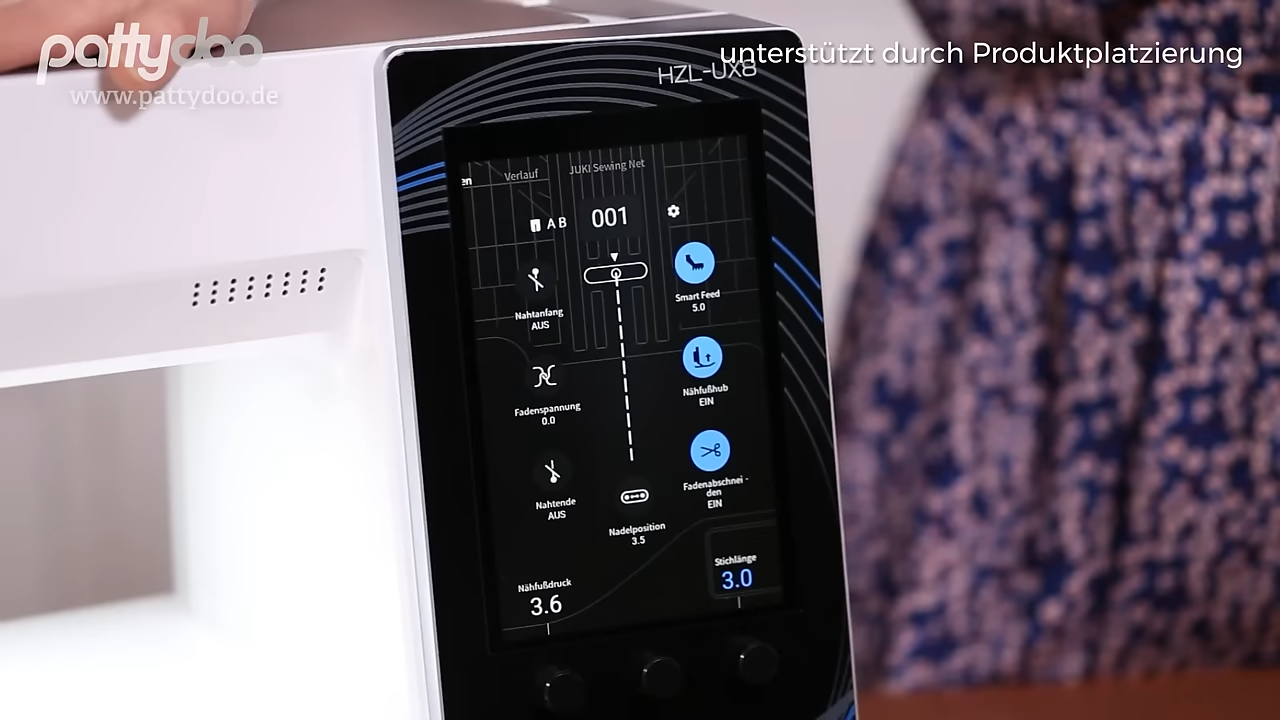 pattydoo
www.pattydoo.de
unterstützt durch Produktplatzierung
HZL-UX8
en Verlauf JUKI Sewing Net
A B 001
Smart Feed
5.0
Nahtanfang
AUS
Nähfußhub
EIN
Fadenspannung
0.0
Fadenabschnei -
den
EIN
Nahtende
AUS
Nadelposition
3.5
Nähfußdruck
3.6
Stichlänge
3.0